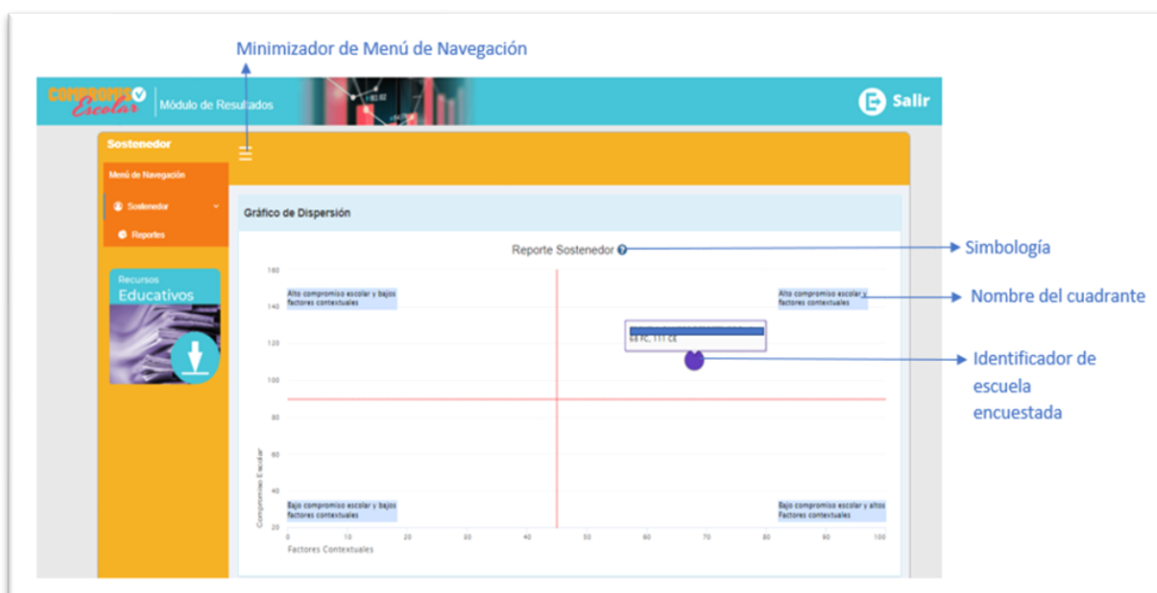 Minimizador de Menú de Navegación
COMPROMISO
Escolar
Módulo de Resultados
Salir
Sostenedor
Menú de Navegación
Sostenedor
Reportes
Recursos
Educativos
Gráfico de Dispersión
Reporte Sostenedor
Simbología
Nombre del cuadrante
Identificador de
escuela
encuestada
160
140
120
100
80
60
40
20
Compromiso Escolar
Alto compromiso escolar y bajos
factores contextuales
Alto compromiso escolar y
factores contextuales
68 FC, 111 CE
Bajo compromiso escolar y bajos
factores contextuales
Bajo compromiso escolar y altos
Factores contextuales
0 10 20 30 40 50 60 70 80 90 100
Factores Contextuales